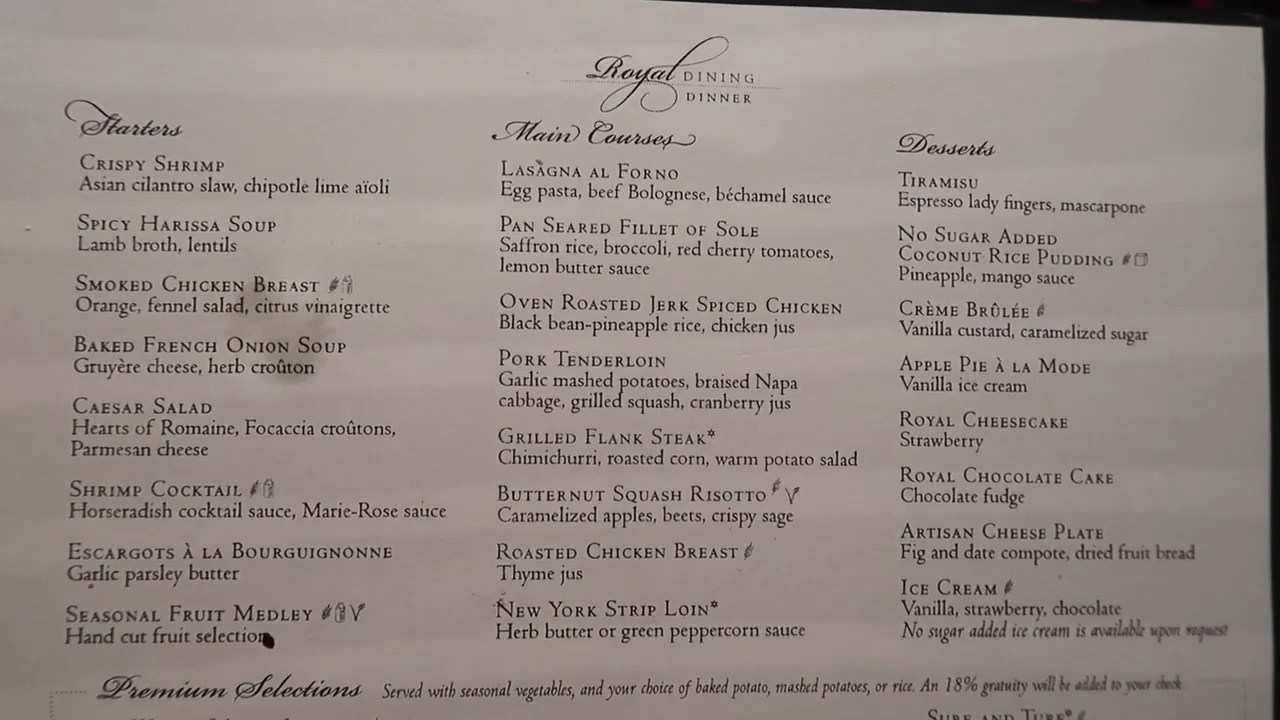 Royal DINING
DINNER
Starters
CRISPY SHRIMP
Asian cilantro slaw, chipotle lime aïoli
SPICY HARISSA SOUP
Lamb broth, lentils
SMOKED CHICKEN BREAST
Orange, fennel salad, citrus vinaigrette
BAKED FRENCH ONION SOUP
Gruyère cheese, herb croûton
CAESAR SALAD
Hearts of Romaine, Focaccia croûtons,
Parmesan cheese
SHRIMP COCKTAIL
Horseradish cocktail sauce, Marie-Rose sauce
ESCARGOTS À LA BOURGUIGNONNE
Garlic parsley butter
SEASONAL FRUIT MEDLEY
Hand cut fruit selection
Main Courses
LASAGNA AL FORNO
Egg pasta, beef Bolognese, béchamel sauce
PAN SEARED FILLET OF SOLE
Saffron rice, broccoli, red cherry tomatoes,
lemon butter sauce
OVEN ROASTED JERK SPICED CHICKEN
Black bean-pineapple rice, chicken jus
PORK TENDERLOIN
Garlic mashed potatoes, braised Napa
cabbage, grilled squash, cranberry jus
GRILLED FLANK STEAK*
Chimichurri, roasted corn, warm potato salad
BUTTERNUT SQUASH RISOTTO
Caramelized apples, beets, crispy sage
ROASTED CHICKEN BREAST
Thyme jus
NEW YORK STRIP LOIN*
Herb butter or green peppercorn sauce
Desserts
TIRAMISU
Espresso lady fingers, mascarpone
NO SUGAR ADDED
COCONUT RICE PUDDING
Pineapple, mango sauce
CRÈME BRÛLÉE
Vanilla custard, caramelized sugar
APPLE PIE À LA MODE
Vanilla ice cream
ROYAL CHEESECAKE
Strawberry
ROYAL CHOCOLATE CAKE
Chocolate fudge
ARTISAN CHEESE PLATE
Fig and date compote, dried fruit bread
ICE CREAM
Vanilla, strawberry, chocolate
No sugar added ice cream is available upon request
Premium Selections Served with seasonal vegetables, and your choice of baked potato, mashed potatoes, or rice. An 18% gratuity will be added to your check
SURF AND TURF*